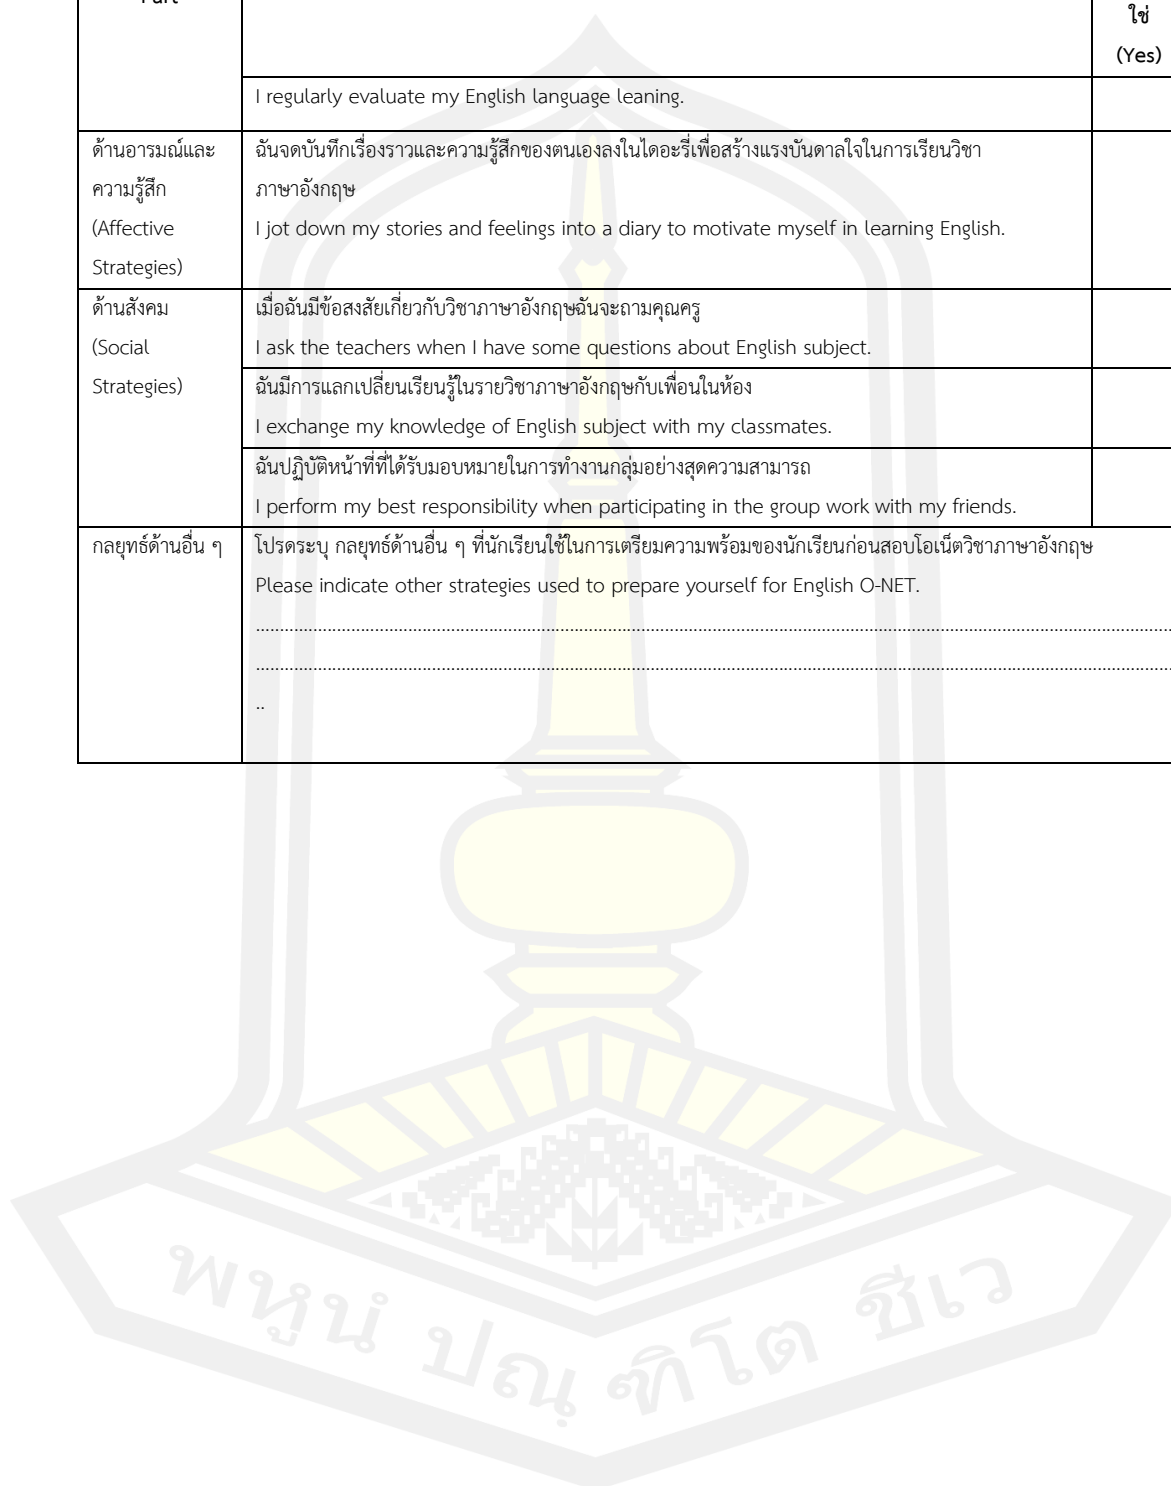 Part
ใช่
(Yes)
I regularly evaluate my English language leaning.
ด้านอารมณ์และ
ความรู้สึก
(Affective
Strategies)
ฉันจดบันทึกเรื่องราวและความรู้สึกของตนเองลงในไดอะรี่เพื่อสร้างแรงบันดาลใจในการเรียนวิชา
ภาษาอังกฤษ
I jot down my stories and feelings into a diary to motivate myself in learning English.
ด้านสังคม
(Social
Strategies)
เมื่อฉันมีข้อสงสัยเกี่ยวกับวิชาภาษาอังกฤษฉันจะถามคุณครู
I ask the teachers when I have some questions about English subject.
ฉันมีการแลกเปลี่ยนเรียนรู้ในรายวิชาภาษาอังกฤษกับเพื่อนในห้อง
I exchange my knowledge of English subject with my classmates.
ฉันปฏิบัติหน้าที่ที่ได้รับมอบหมายในการทำงานกลุ่มอย่างสุดความสามารถ
I perform my best responsibility when participating in the group work with my friends.
กลยุทธ์ด้านอื่น ๆ
โปรดระบุ กลยุทธ์ด้านอื่น ๆ ที่นักเรียนใช้ในการเตรียมความพร้อมของนักเรียนก่อนสอบโอเน็ตวิชาภาษาอังกฤษ
Please indicate other strategies used to prepare yourself for English O-NET.
พหูนํ ปณฺฑิโต ชีเว